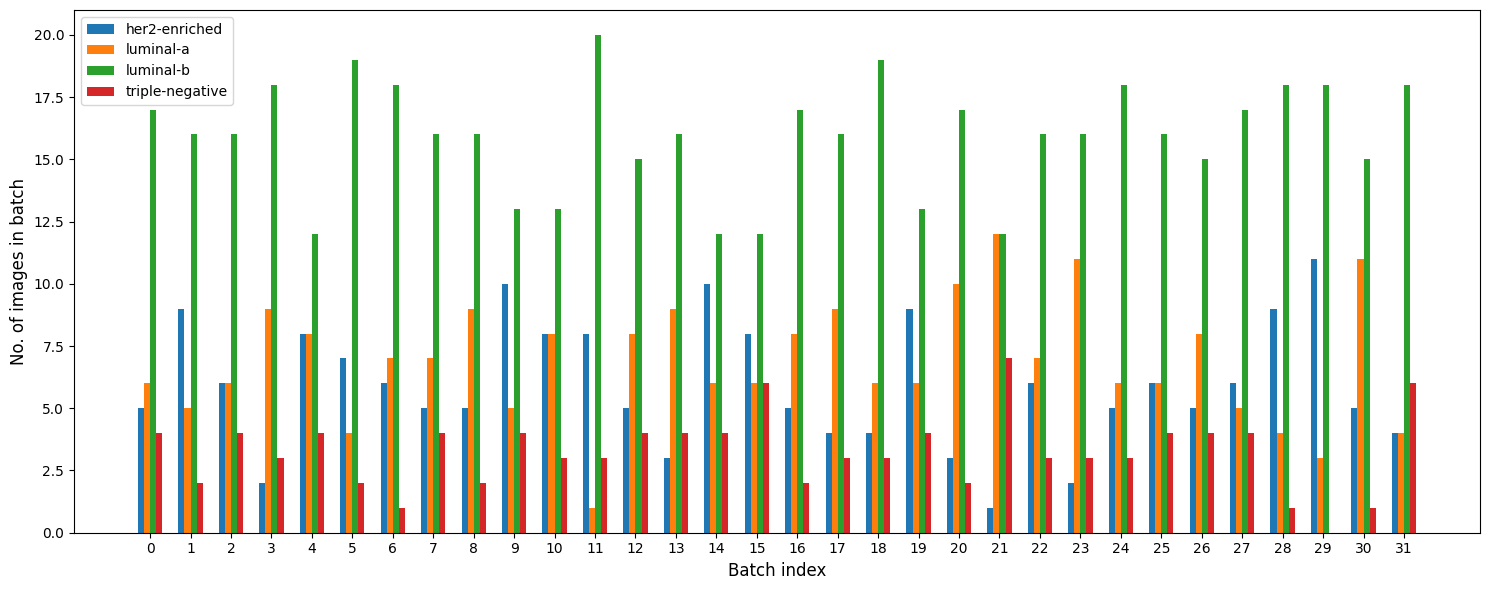 her2-enriched
luminal-a
luminal-b
triple-negative
No. of images in batch
20.0
17.5
15.0
12.5
10.0
7.5
5.0
2.5
0.0
0 1 2 3 4 5 6 7 8 9 10 11 12 13 14 15 16 17 18 19 20 21 22 23 24 25 26 27 28 29 30 31
Batch index